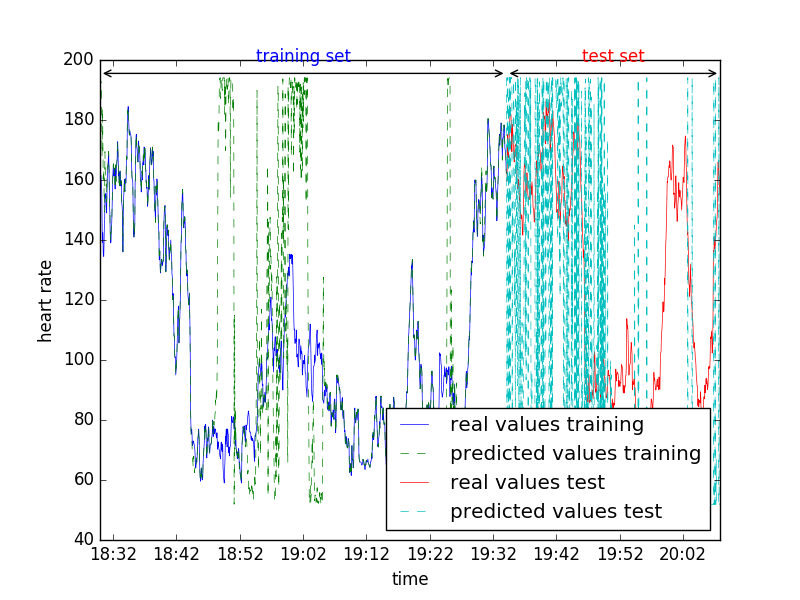 training set
test set
200
180
160
140
120
100
80
60
40
heart rate
real values training
predicted values training
real values test
predicted values test
18:32 18:42 18:52 19:02 19:12 19:22 19:32 19:42 19:52 20:02
time